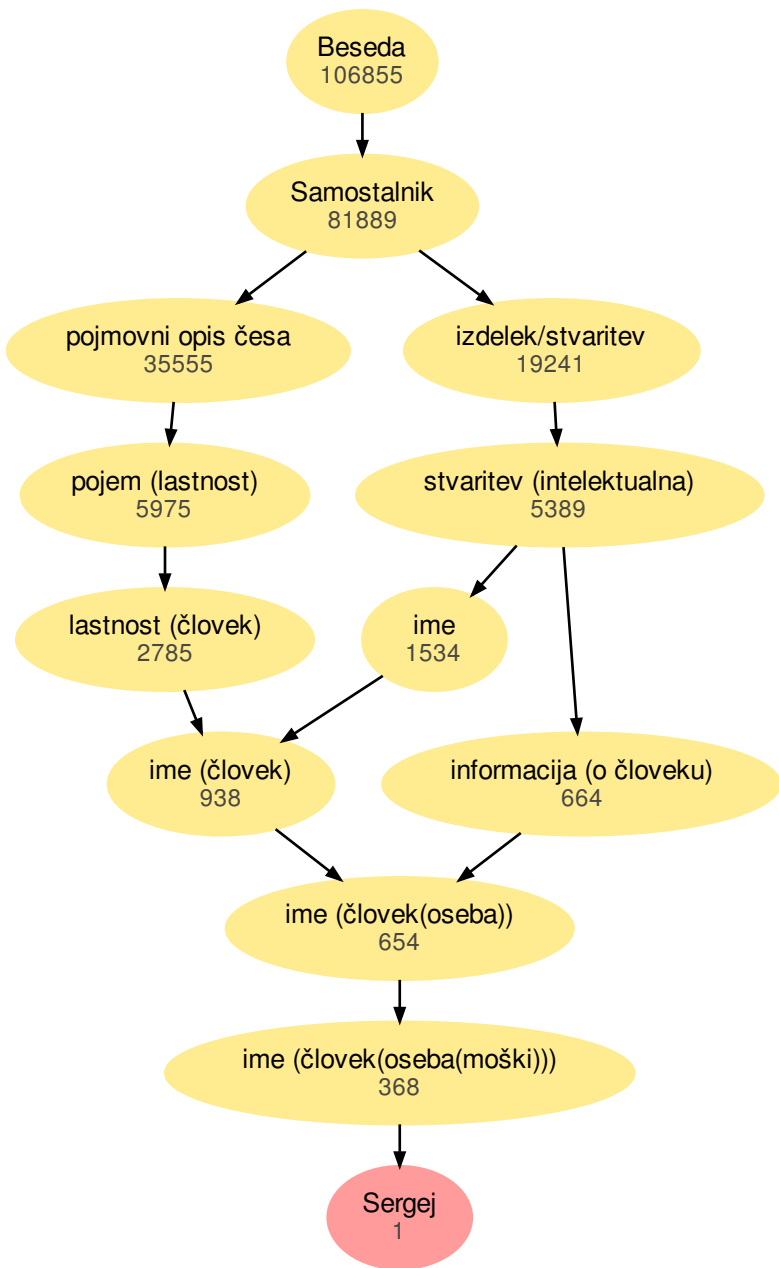 Beseda
106855
Samostalnik
81889
pojmovni opis česa
35555
izdelek/stvaritev
19241
pojem (lastnost)
5975
stvaritev (intelektualna)
5389
lastnost (človek)
2785
ime
1534
ime (človek)
938
informacija (o človeku)
664
ime (človek(oseba))
654
ime (človek(oseba(moški)))
368
Sergej
1